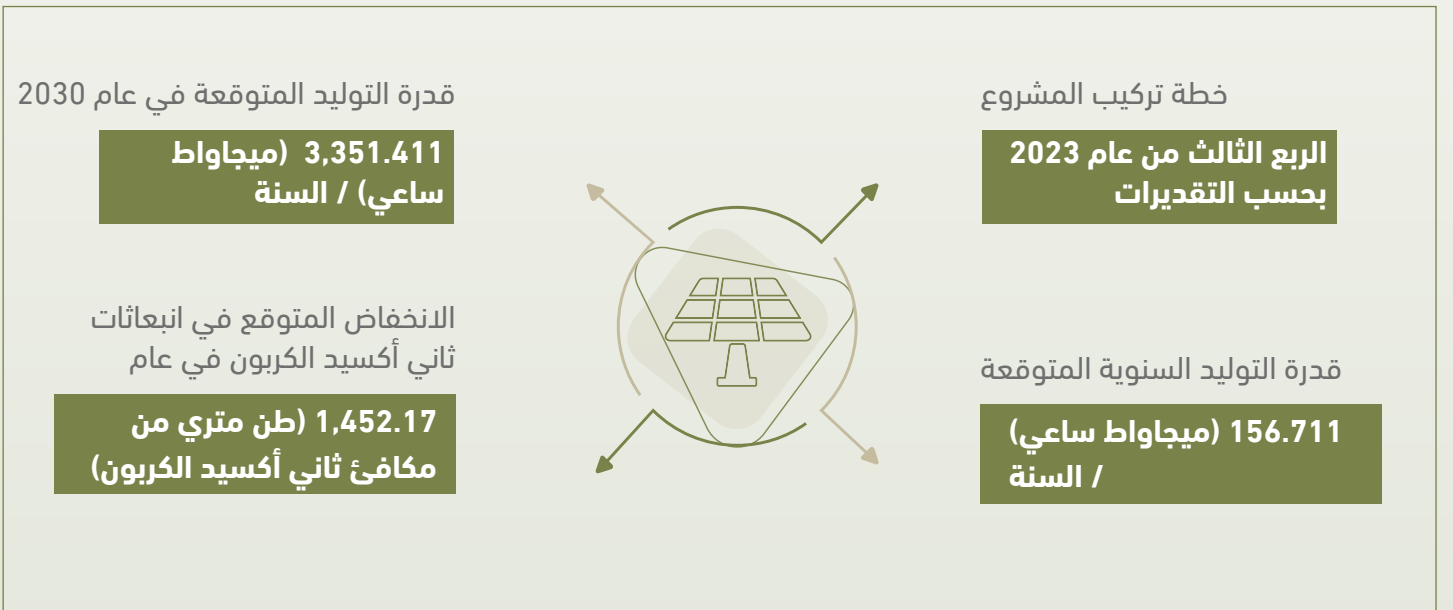 خطة تركيب المشروع
الربع الثالث من عام 2023
بحسب التقديرات
قدرة التوليد المتوقعة في عام 2030
3,351.411 (ميجاواط
ساعي) / السنة
قدرة التوليد السنوية المتوقعة
156.711 (ميجاواط ساعي)
/ السنة
الانخفاض المتوقع في انبعاثات
ثاني أكسيد الكربون في عام
1,452.17 (طن متري من
مكافئ ثاني أكسيد الكربون)